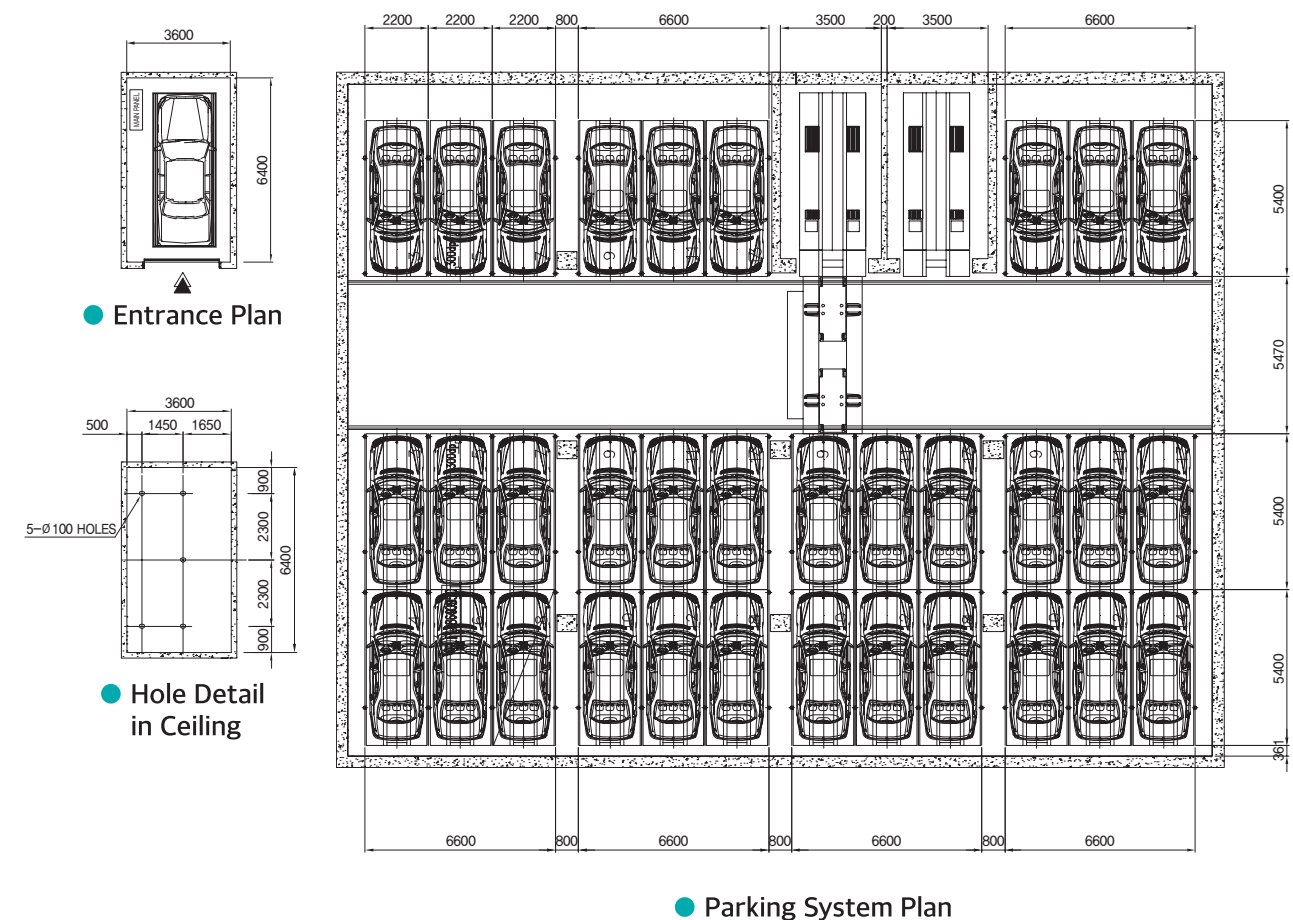 2200 2200 2200 800 6600 3500 200 3500 6600
3600
MAIN PANEL
6400
Entrance Plan
3600
500 1450 1650
900
2300
2300
900
6400
5-Ø100 HOLES
Hole Detail
in Ceiling
5400
5470
5400
5400
361
6600 800 6600 800 6600 800 6600
Parking System Plan